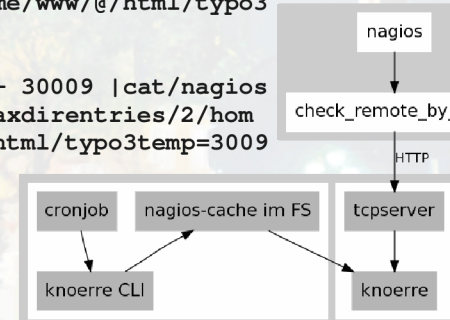 me/www/@/html/typo3
- 30009 |cat/nagios
axdirentries/2/hom
html/typo3temp=3009
nagios
check_remote_by_
HTTP
cronjob
nagios-cache im FS
tcpserver
knoerre CLI
knoerre